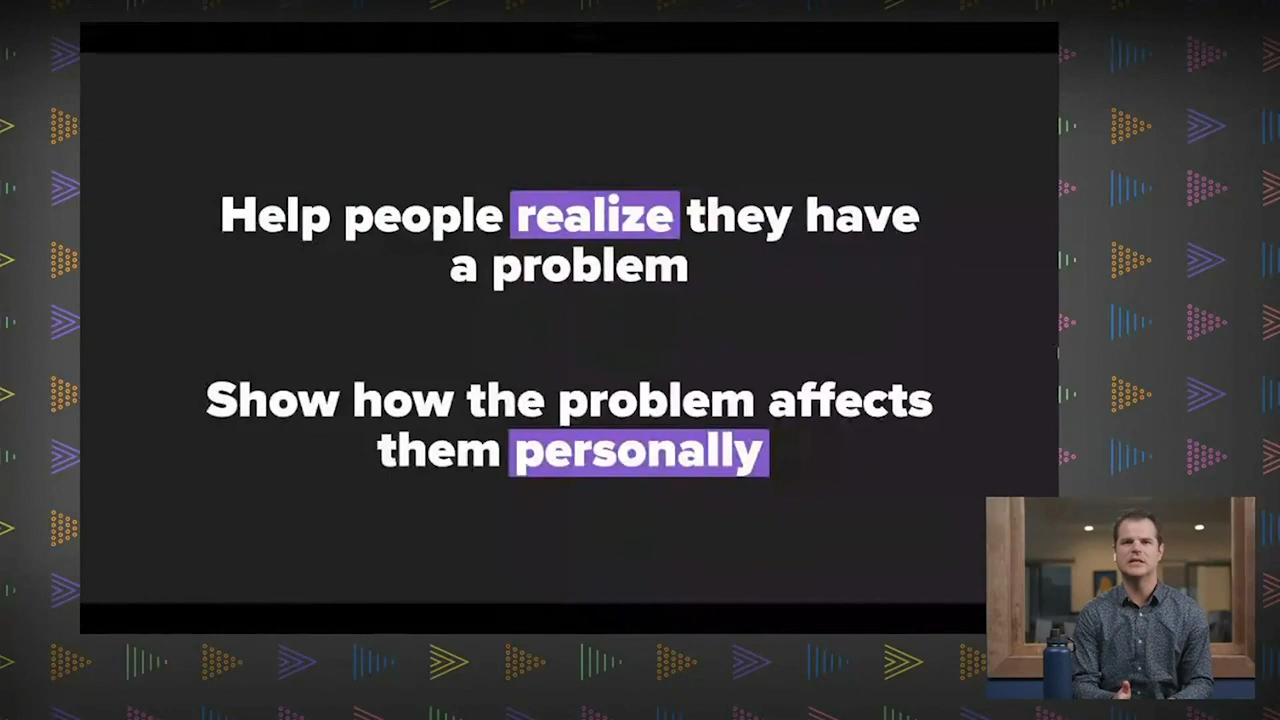 Help people realize they have
a problem
Show how the problem affects
them personally